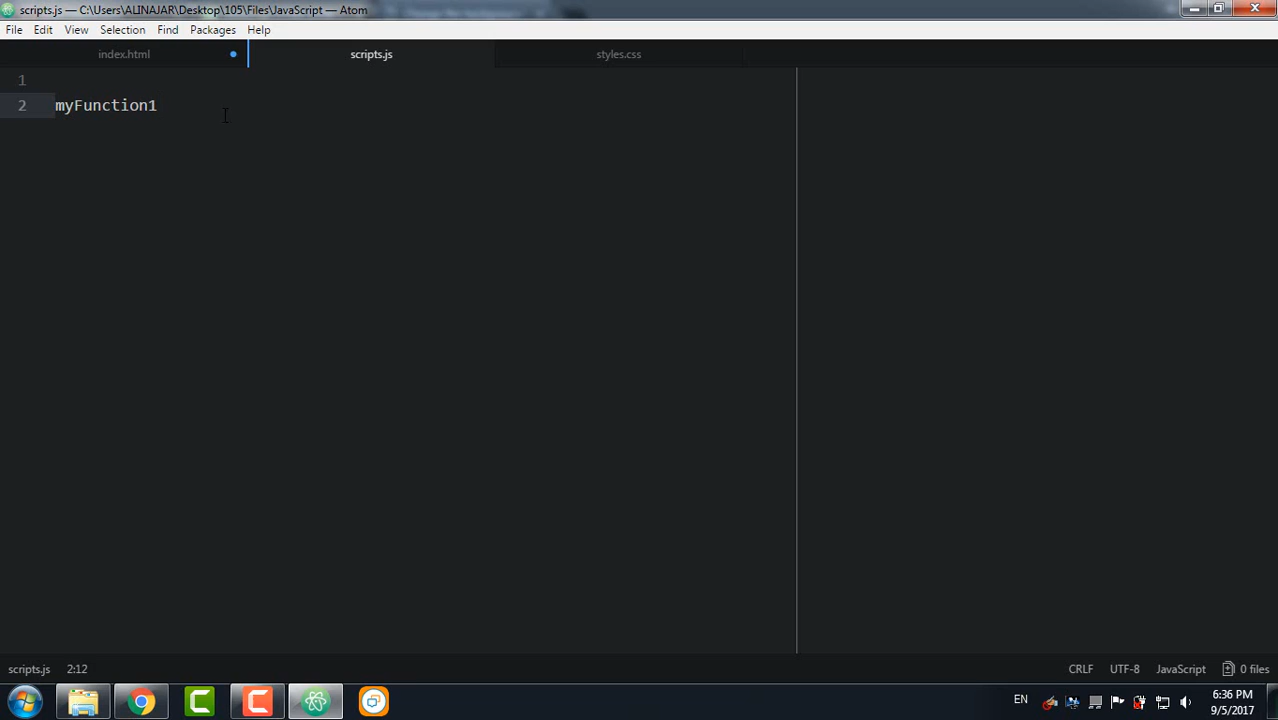 scripts.js — C:\Users\ALINAJAR\Desktop\105\Files\JavaScript — Atom
File Edit View Selection Find Packages Help
index.html scripts.js styles.css
1
2 myFunction1
scripts.js 2:12 CRLF UTF-8 JavaScript 0 files
EN 6:36 PM
9/5/2017